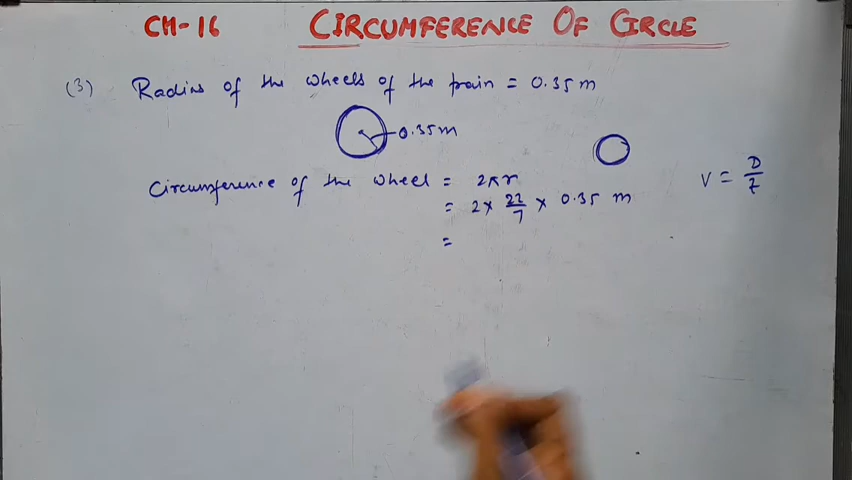 CH-16 CIRCUMFERENCE OF CIRCLE
(3) Radius of the wheels of the train = 0.35 m
0.35m
Circumference of the wheel = 2πr
V = D/t
= 2 × 22/7 × 0.35 m
=